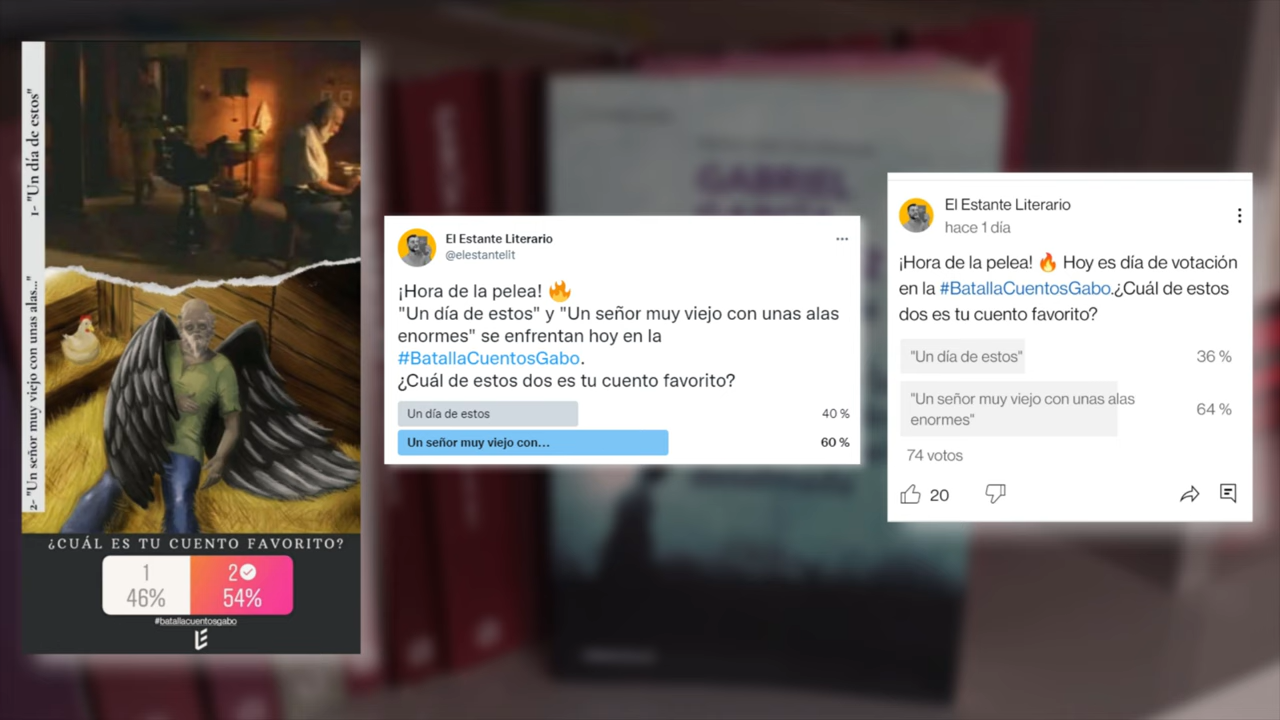 1- "Un día de estos"
2- "Un señor muy viejo con unas alas..."
¿CUÁL ES TU CUENTO FAVORITO?
1
46%
2
54%
#batallacuentosgabo
El Estante Literario
@elestantelit
¡Hora de la pelea! 🔥
"Un día de estos" y "Un señor muy viejo con unas alas
enormes" se enfrentan hoy en la
#BatallaCuentosGabo.
¿Cuál de estos dos es tu cuento favorito?
Un día de estos 40 %
Un señor muy viejo con... 60 %
El Estante Literario
hace 1 día
¡Hora de la pelea! 🔥 Hoy es día de votación
en la #BatallaCuentosGabo.¿Cuál de estos
dos es tu cuento favorito?
"Un día de estos" 36 %
"Un señor muy viejo con unas alas
enormes" 64 %
74 votos
20
GABRIEL